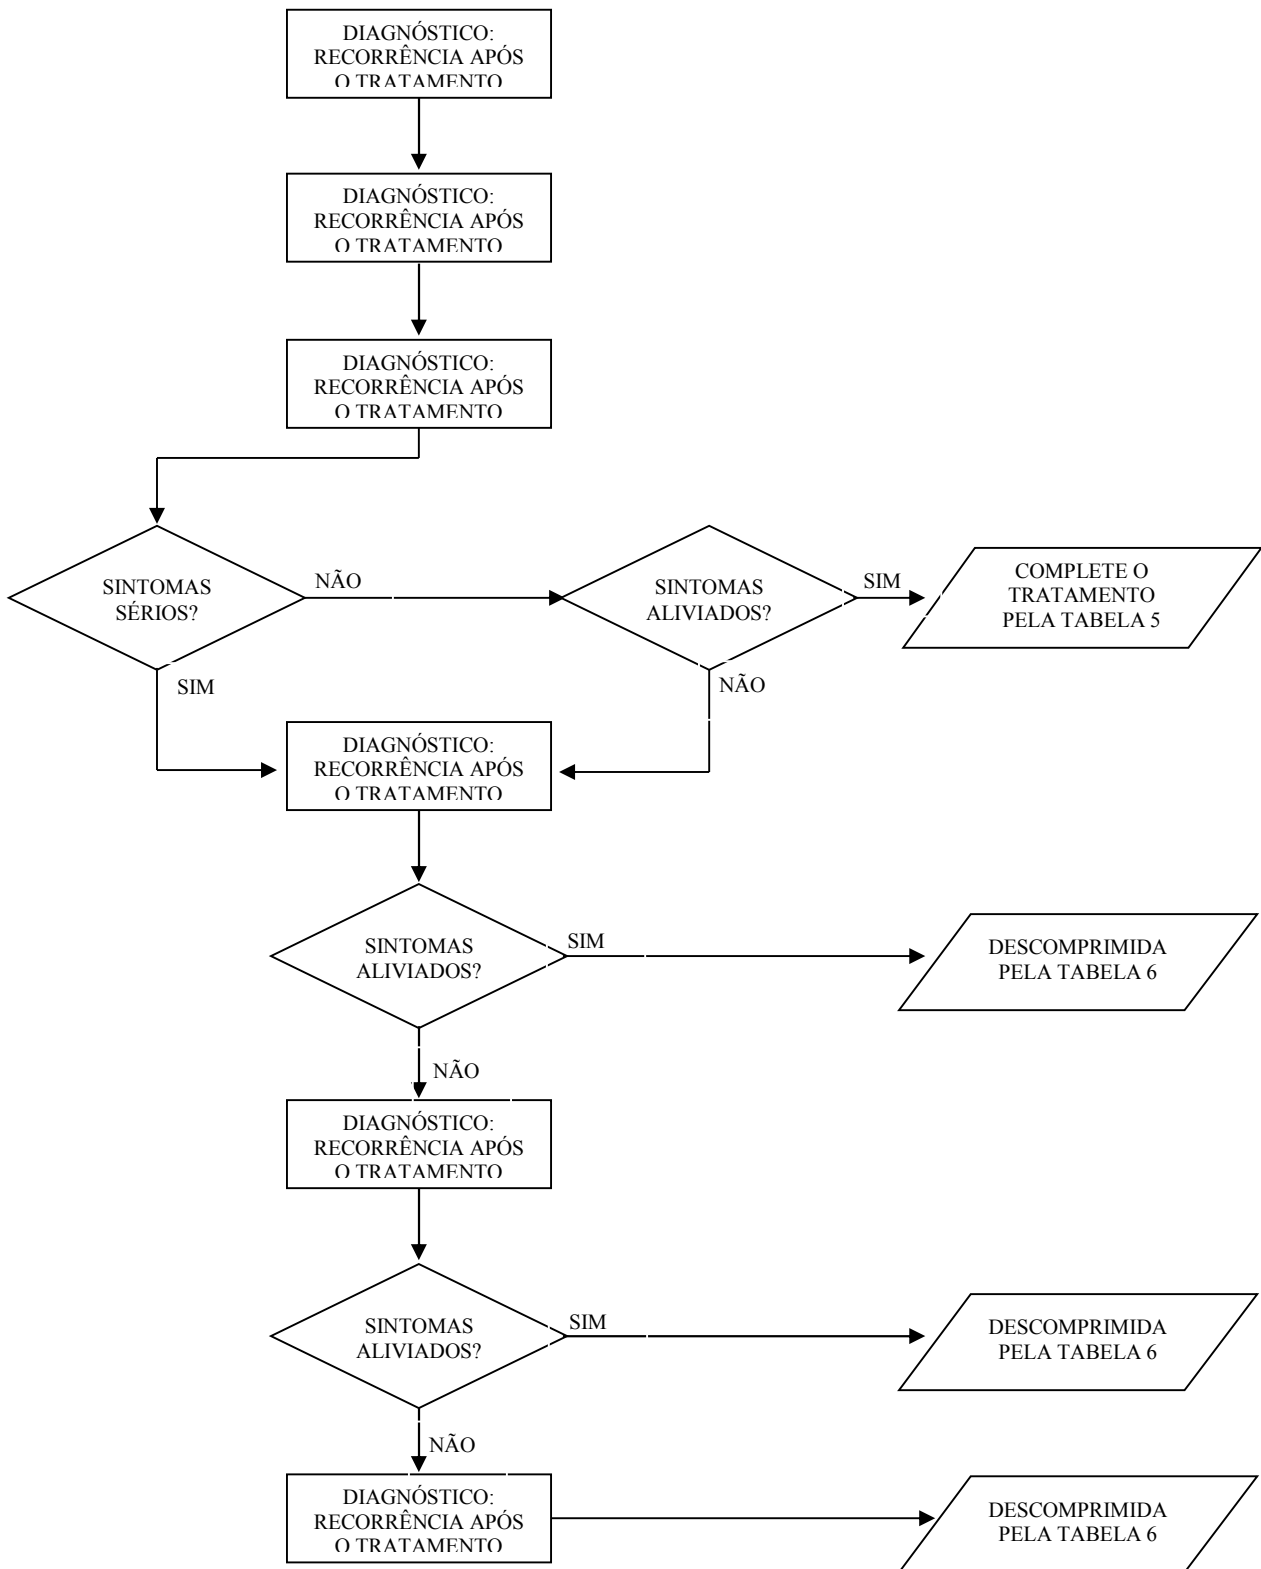 DIAGNÓSTICO:
RECORRÊNCIA APÓS
O TRATAMENTO
DIAGNÓSTICO:
RECORRÊNCIA APÓS
O TRATAMENTO
DIAGNÓSTICO:
RECORRÊNCIA APÓS
O TRATAMENTO
SINTOMAS
SÉRIOS?
NÃO
SINTOMAS
ALIVIADOS?
SIM
COMPLETE O
TRATAMENTO
PELA TABELA 5
SIM
NÃO
DIAGNÓSTICO:
RECORRÊNCIA APÓS
O TRATAMENTO
SINTOMAS
ALIVIADOS?
SIM
DESCOMPRIMIDA
PELA TABELA 6
NÃO
DIAGNÓSTICO:
RECORRÊNCIA APÓS
O TRATAMENTO
SINTOMAS
ALIVIADOS?
SIM
DESCOMPRIMIDA
PELA TABELA 6
NÃO
DIAGNÓSTICO:
RECORRÊNCIA APÓS
O TRATAMENTO
DESCOMPRIMIDA
PELA TABELA 6